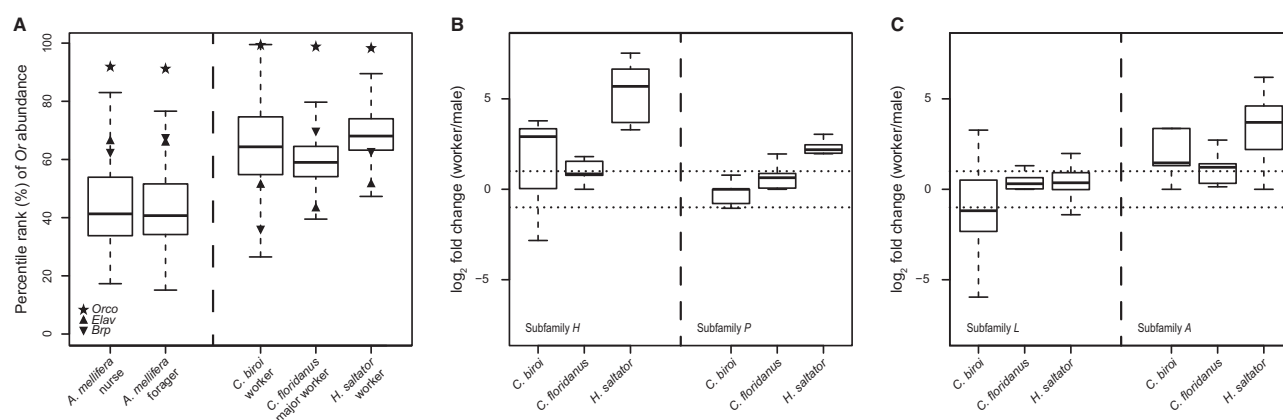 A
Percentile rank (%) of Or abundance
100
80
60
40
20
0
Orco
Elav
Brp
A. mellifera
nurse
A. mellifera
forager
C. biroi
worker
C. floridanus
major worker
H. saltator
worker
B
log2 fold change (worker/male)
5
0
−5
Subfamily H
Subfamily P
C. biroi
C. floridanus
H. saltator
C. biroi
C. floridanus
H. saltator
C
log2 fold change (worker/male)
5
0
−5
Subfamily L
Subfamily A
C. biroi
C. floridanus
H. saltator
C. biroi
C. floridanus
H. saltator